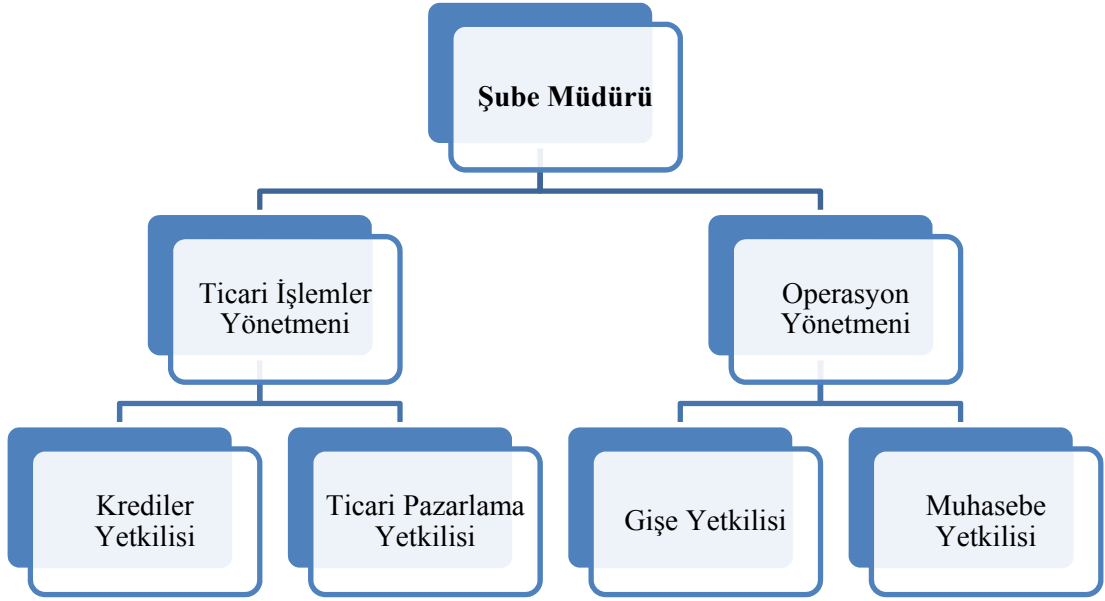 Şube Müdürü
Ticari İşlemler
Yönetmeni
Operasyon
Yönetmeni
Krediler
Yetkilisi
Ticari Pazarlama
Yetkilisi
Gişe Yetkilisi
Muhasebe
Yetkilisi